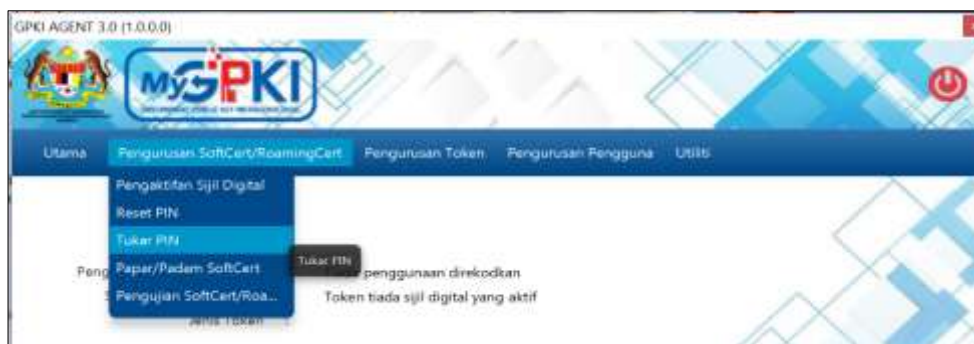 GPKI AGENT 3.0 (1.0.0.0)
MyGPKI
Utama Pengurusan SoftCert/RoamingCert Pengurusan Token Pengurusan Pengguna Utiliti
Pengaktifan Sijil Digital
Reset PIN
Tukar PIN
Tukar PIN
Papar/Padam SoftCert
penggunaan direkodkan
Pengujian SoftCert/Roa...
Token tiada sijil digital yang aktif
Jenis Token :